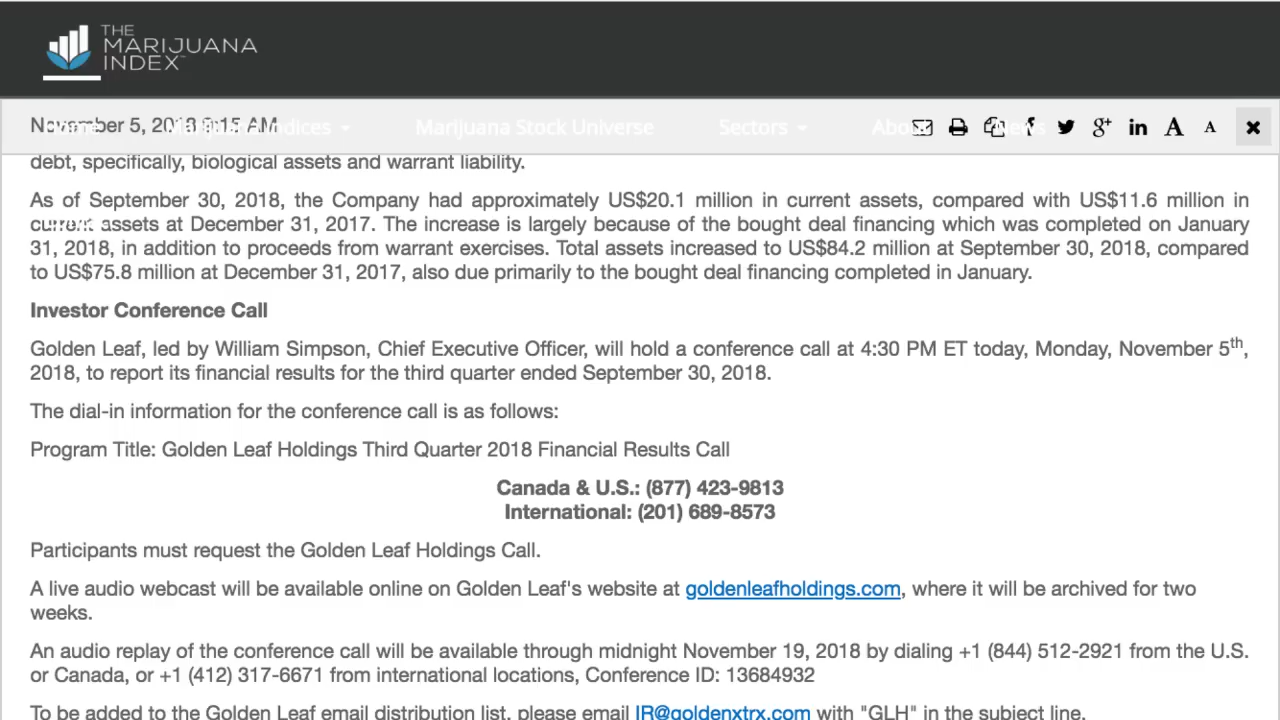 THE
MARIJUANA
INDEX™
November 5, 2018 9:15 AM
Home Marijuana Indices Marijuana Stock Universe Sectors About News
debt, specifically, biological assets and warrant liability.
As of September 30, 2018, the Company had approximately US$20.1 million in current assets, compared with US$11.6 million in
current assets at December 31, 2017. The increase is largely because of the bought deal financing which was completed on January
31, 2018, in addition to proceeds from warrant exercises. Total assets increased to US$84.2 million at September 30, 2018, compared
to US$75.8 million at December 31, 2017, also due primarily to the bought deal financing completed in January.
Investor Conference Call
Golden Leaf, led by William Simpson, Chief Executive Officer, will hold a conference call at 4:30 PM ET today, Monday, November 5th,
2018, to report its financial results for the third quarter ended September 30, 2018.
The dial-in information for the conference call is as follows:
Program Title: Golden Leaf Holdings Third Quarter 2018 Financial Results Call
Canada & U.S.: (877) 423-9813
International: (201) 689-8573
Participants must request the Golden Leaf Holdings Call.
A live audio webcast will be available online on Golden Leaf's website at goldenleafholdings.com, where it will be archived for two
weeks.
An audio replay of the conference call will be available through midnight November 19, 2018 by dialing +1 (844) 512-2921 from the U.S.
or Canada, or +1 (412) 317-6671 from international locations, Conference ID: 13684932
To be added to the Golden Leaf email distribution list, please email IR@goldenxtrx.com with "GLH" in the subject line.